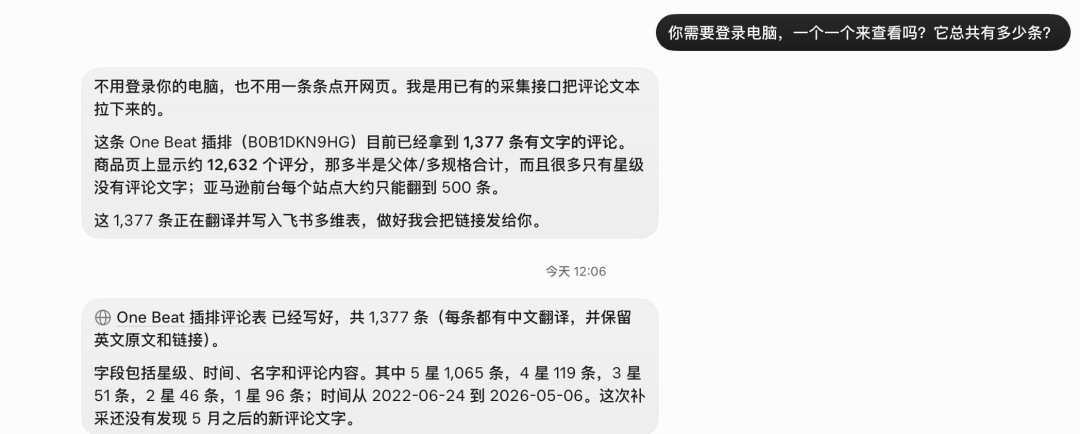 你需要登录电脑，一个一个来查看吗？它总共有多少条？
不用登录你的电脑，也不用一条条点开网页。我是用已有的采集接口把评论文本
拉下来的。
这条 One Beat 插排（B0B1DKN9HG）目前已经拿到 1,377 条有文字的评论。
商品页上显示约 12,632 个评分，那多半是父体/多规格合计，而且很多只有星级
没有评论文字；亚马逊前台每个站点大约只能翻到 500 条。
这 1,377 条正在翻译并写入飞书多维表，做好我会把链接发给你。
今天 12:06
One Beat 插排评论表 已经写好，共 1,377 条（每条都有中文翻译，并保留
英文原文和链接）。
字段包括星级、时间、名字和评论内容。其中 5 星 1,065 条，4 星 119 条，3 星
51 条，2 星 46 条，1 星 96 条；时间从 2022-06-24 到 2026-05-06。这次补
采还没有发现 5 月之后的新评论文字。